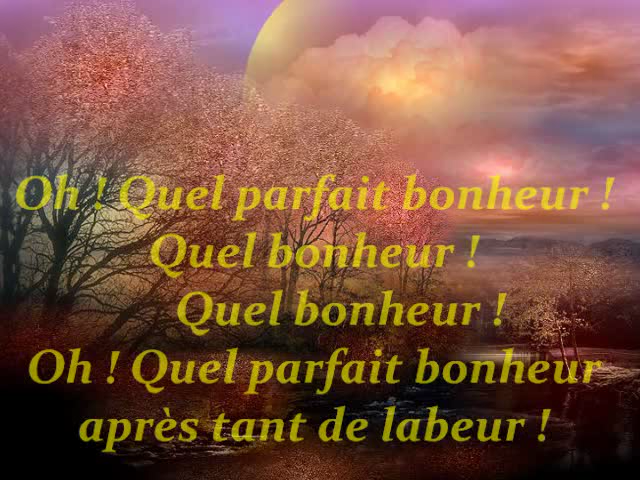 Oh ! Quel parfait bonheur !
Quel bonheur !
Quel bonheur !
Oh ! Quel parfait bonheur
après tant de labeur !